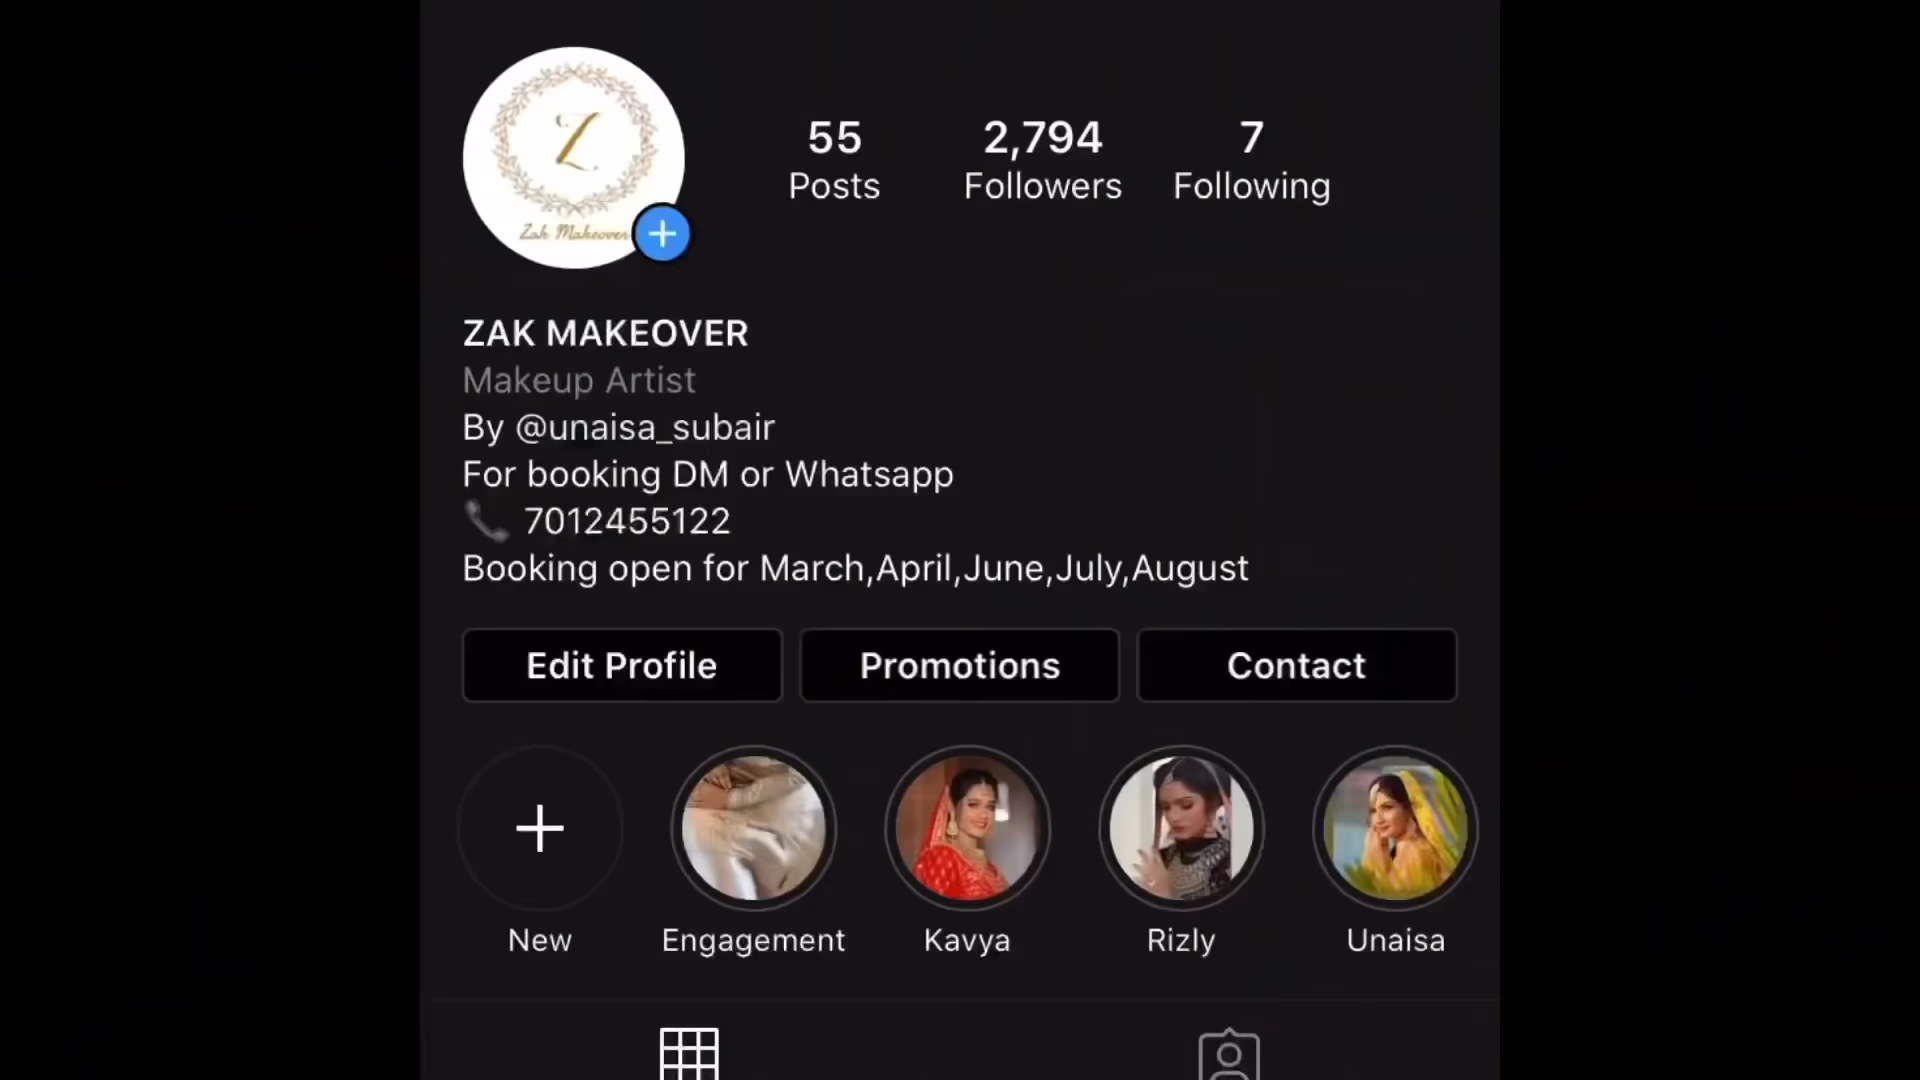 Z
Zak Makeover
55
Posts
2,794
Followers
7
Following
ZAK MAKEOVER
Makeup Artist
By @unaisa_subair
For booking DM or Whatsapp
📞 7012455122
Booking open for March,April,June,July,August
Edit Profile
Promotions
Contact
New
Engagement
Kavya
Rizly
Unaisa